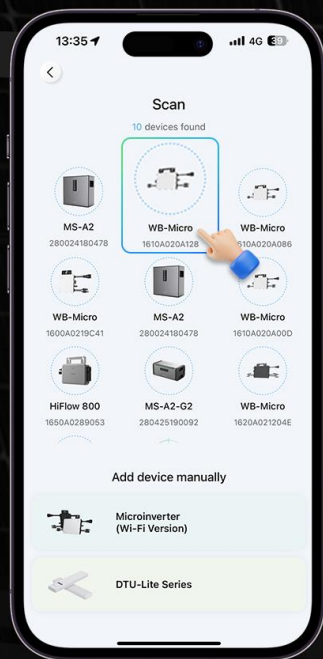 13:35
4G 39
Scan
10 devices found
MS-A2
280024180478
WB-Micro
1610A020A128
WB-Micro
1610A020A086
WB-Micro
1600A0219C41
MS-A2
280024180478
WB-Micro
1610A020A00D
HiFlow 800
1650A0289053
MS-A2-G2
280425190092
WB-Micro
1620A021204E
Add device manually
Microinverter
(Wi-Fi Version)
DTU-Lite Series